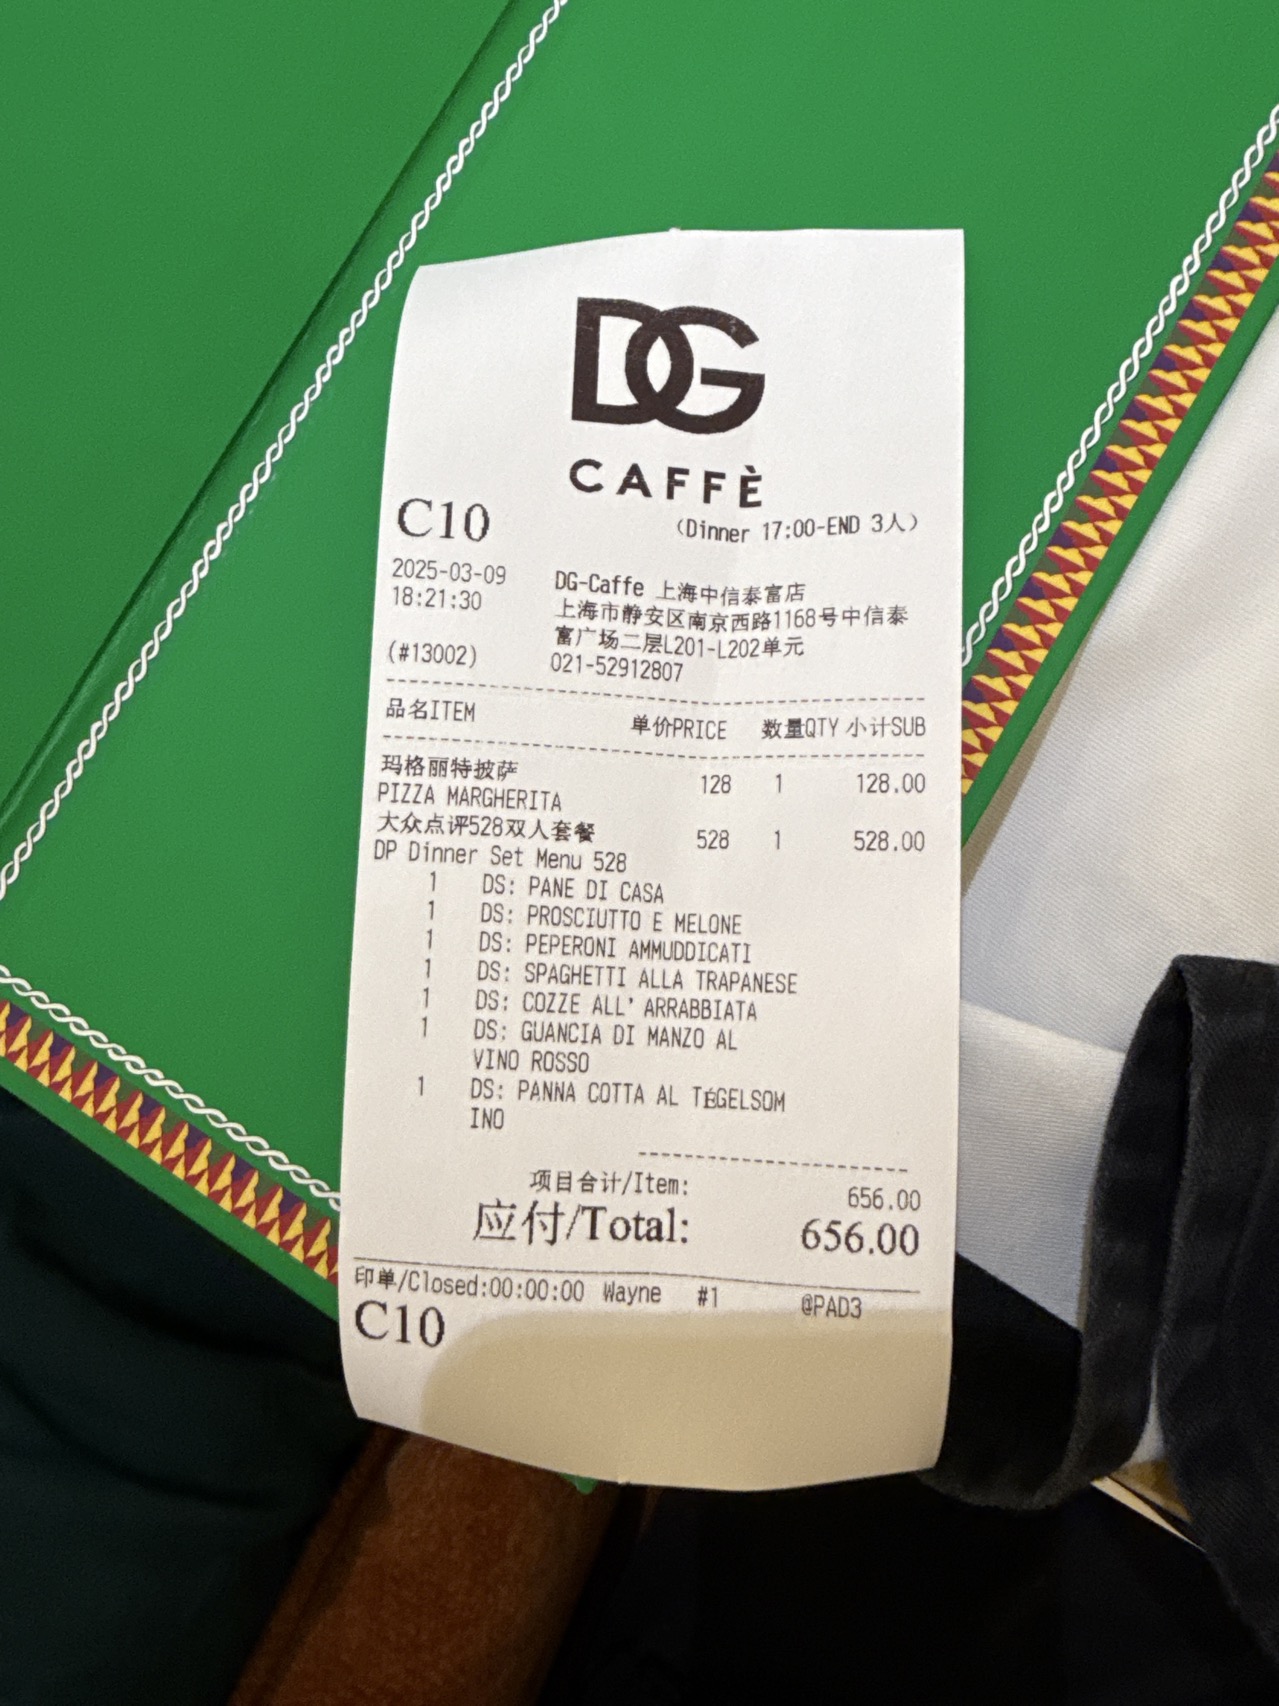 DG
CAFFÈ
C10
(Dinner 17:00-END 3人)
2025-03-09
18:21:30
(#13002)
DG-Caffe 上海中信泰富店
上海市静安区南京西路1168号中信泰
富广场二层L201-L202单元
021-52912807
品名ITEM 单价PRICE 数量QTY 小计SUB
玛格丽特披萨 128 1 128.00
PIZZA MARGHERITA
大众点评528双人套餐 528 1 528.00
DP Dinner Set Menu 528
1 DS: PANE DI CASA
1 DS: PROSCIUTTO E MELONE
1 DS: PEPERONI AMMUDDICATI
1 DS: SPAGHETTI ALLA TRAPANESE
1 DS: COZZE ALL' ARRABBIATA
1 DS: GUANCIA DI MANZO AL
VINO ROSSO
1 DS: PANNA COTTA AL TÈGELSOM
INO
项目合计/Item: 656.00
应付/Total: 656.00
印单/Closed:00:00:00 Wayne #1 @PAD3
C10